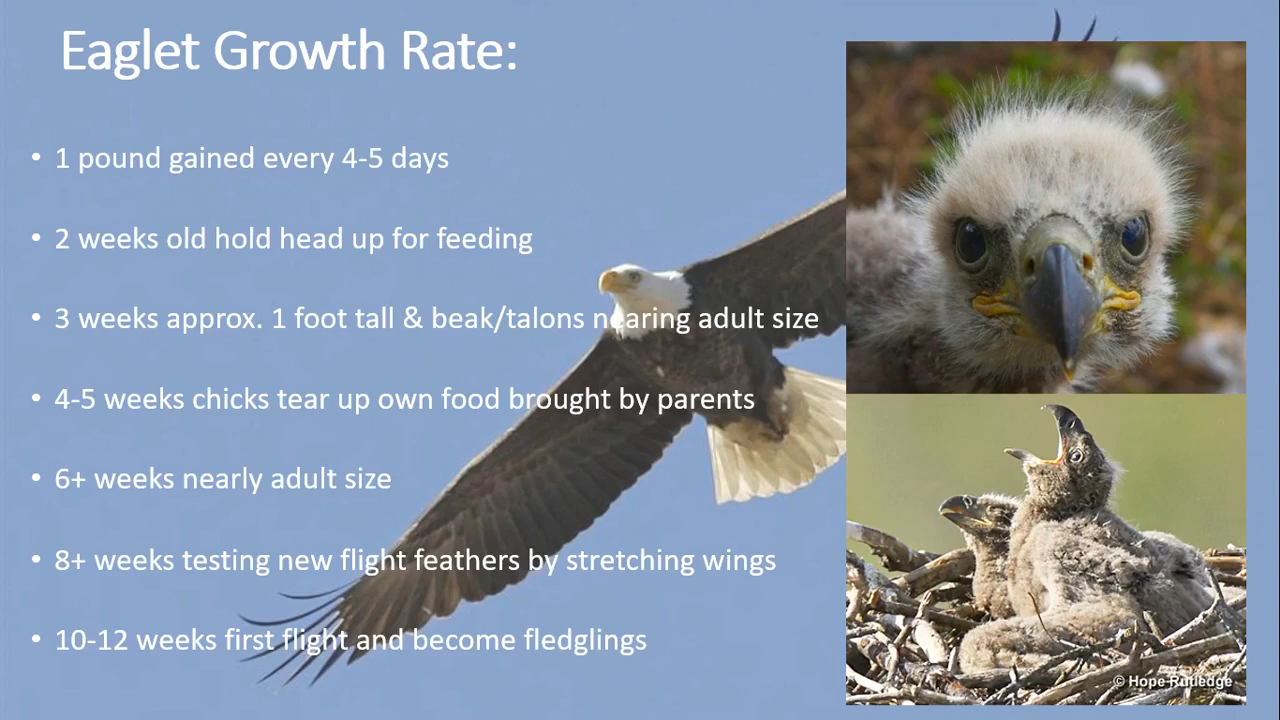 Eaglet Growth Rate:
• 1 pound gained every 4-5 days
• 2 weeks old hold head up for feeding
• 3 weeks approx. 1 foot tall & beak/talons nearing adult size
• 4-5 weeks chicks tear up own food brought by parents
• 6+ weeks nearly adult size
• 8+ weeks testing new flight feathers by stretching wings
• 10-12 weeks first flight and become fledglings
© Hope Rutledge